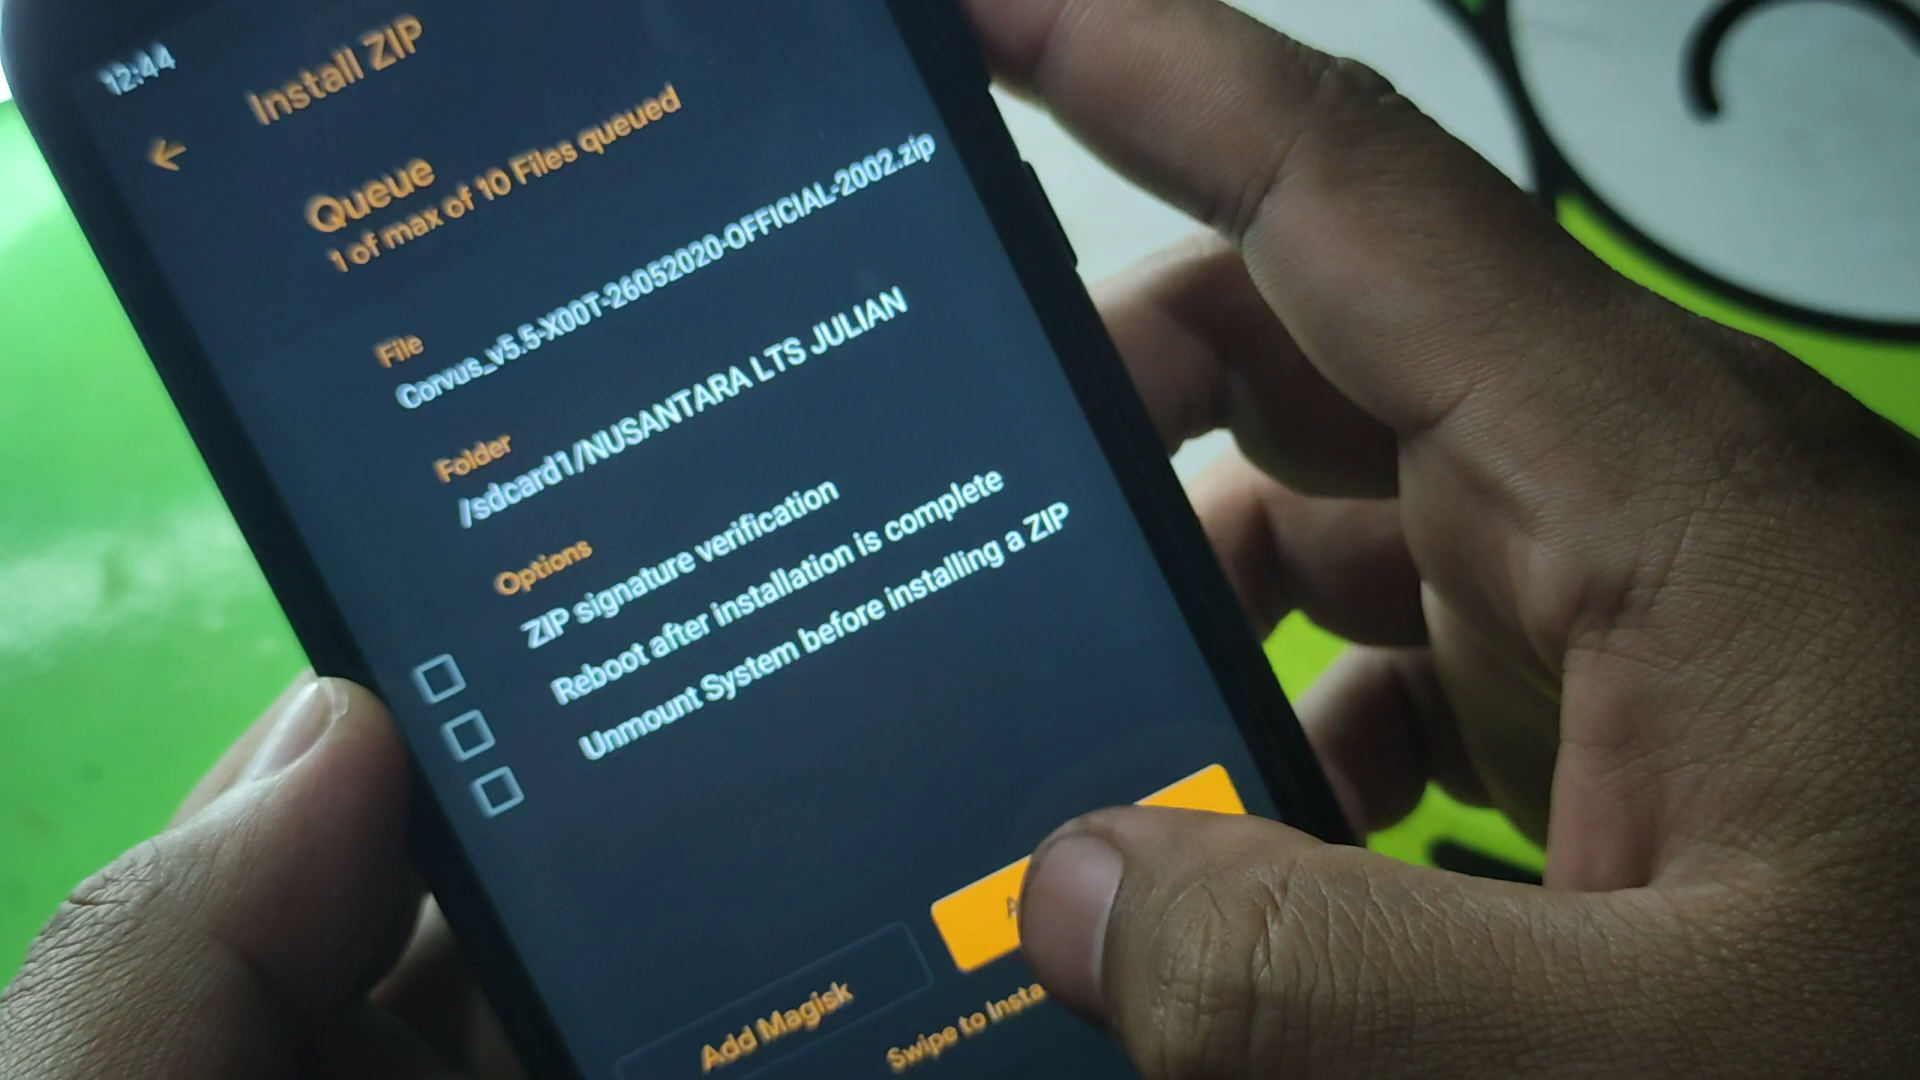 12:44
Install ZIP
Queue
1 of max of 10 Files queued
File
Corvus_v5.5-X00T-26052020-OFFICIAL-2002.zip
Folder
/sdcard1/NUSANTARA LTS JULIAN
Options
ZIP signature verification
Reboot after installation is complete
Unmount System before installing a ZIP
Add Magisk
Swipe to